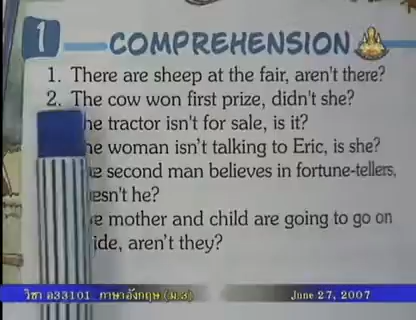 1
COMPREHENSION
1. There are sheep at the fair, aren't there?
2. The cow won first prize, didn't she?
he tractor isn't for sale, is it?
he woman isn't talking to Eric, is she?
e second man believes in fortune-tellers,
esn't he?
e mother and child are going to go on
ide, aren't they?
วิชา อ33101 ภาษาอังกฤษ (ม.3)
June 27, 2007